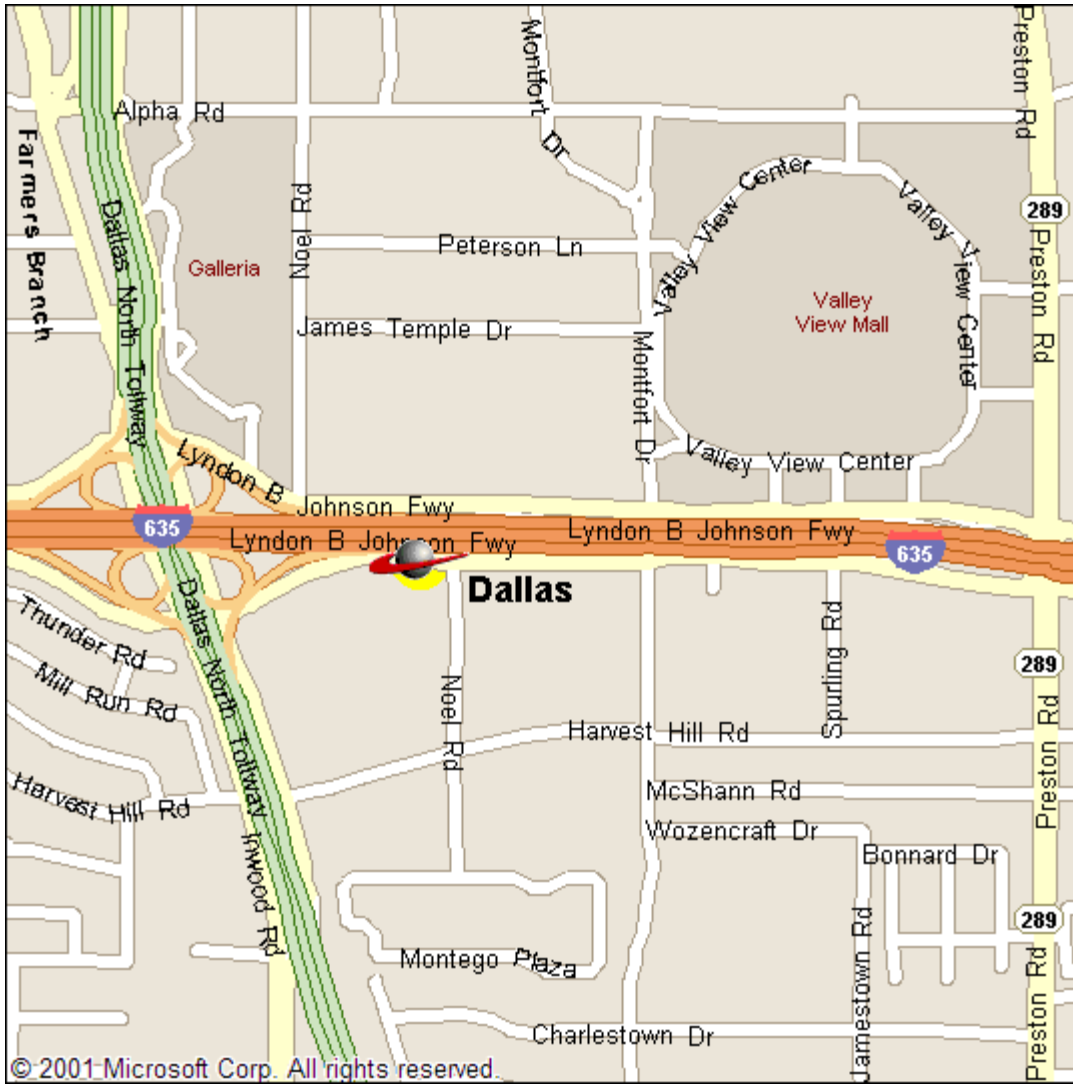 Preston Rd
Montfort Dr
Alpha Rd
Farmers Branch
Dallas North Tollway
Noel Rd
Valley View Center
Valley View Center
289
Peterson Ln
Galleria
Preston Rd
Valley View Center
Valley
View Mall
James Temple Dr
Montfort Dr
Lyndon B
Johnson Fwy
Valley View Center
635
Lyndon B Johnson Fwy
Lyndon B Johnson Fwy
635
Dallas
Thunder Rd
Dallas North Tollway
Mill Run Rd
Noel Rd
Spurling Rd
289
Harvest Hill Rd
Preston Rd
Harvest Hill Rd
McShann Rd
Wozencraft Dr
Inwood Rd
Bonnard Dr
289
Jamestown Rd
Montego Plaza
Preston Rd
Charlestown Dr
© 2001 Microsoft Corp. All rights reserved.